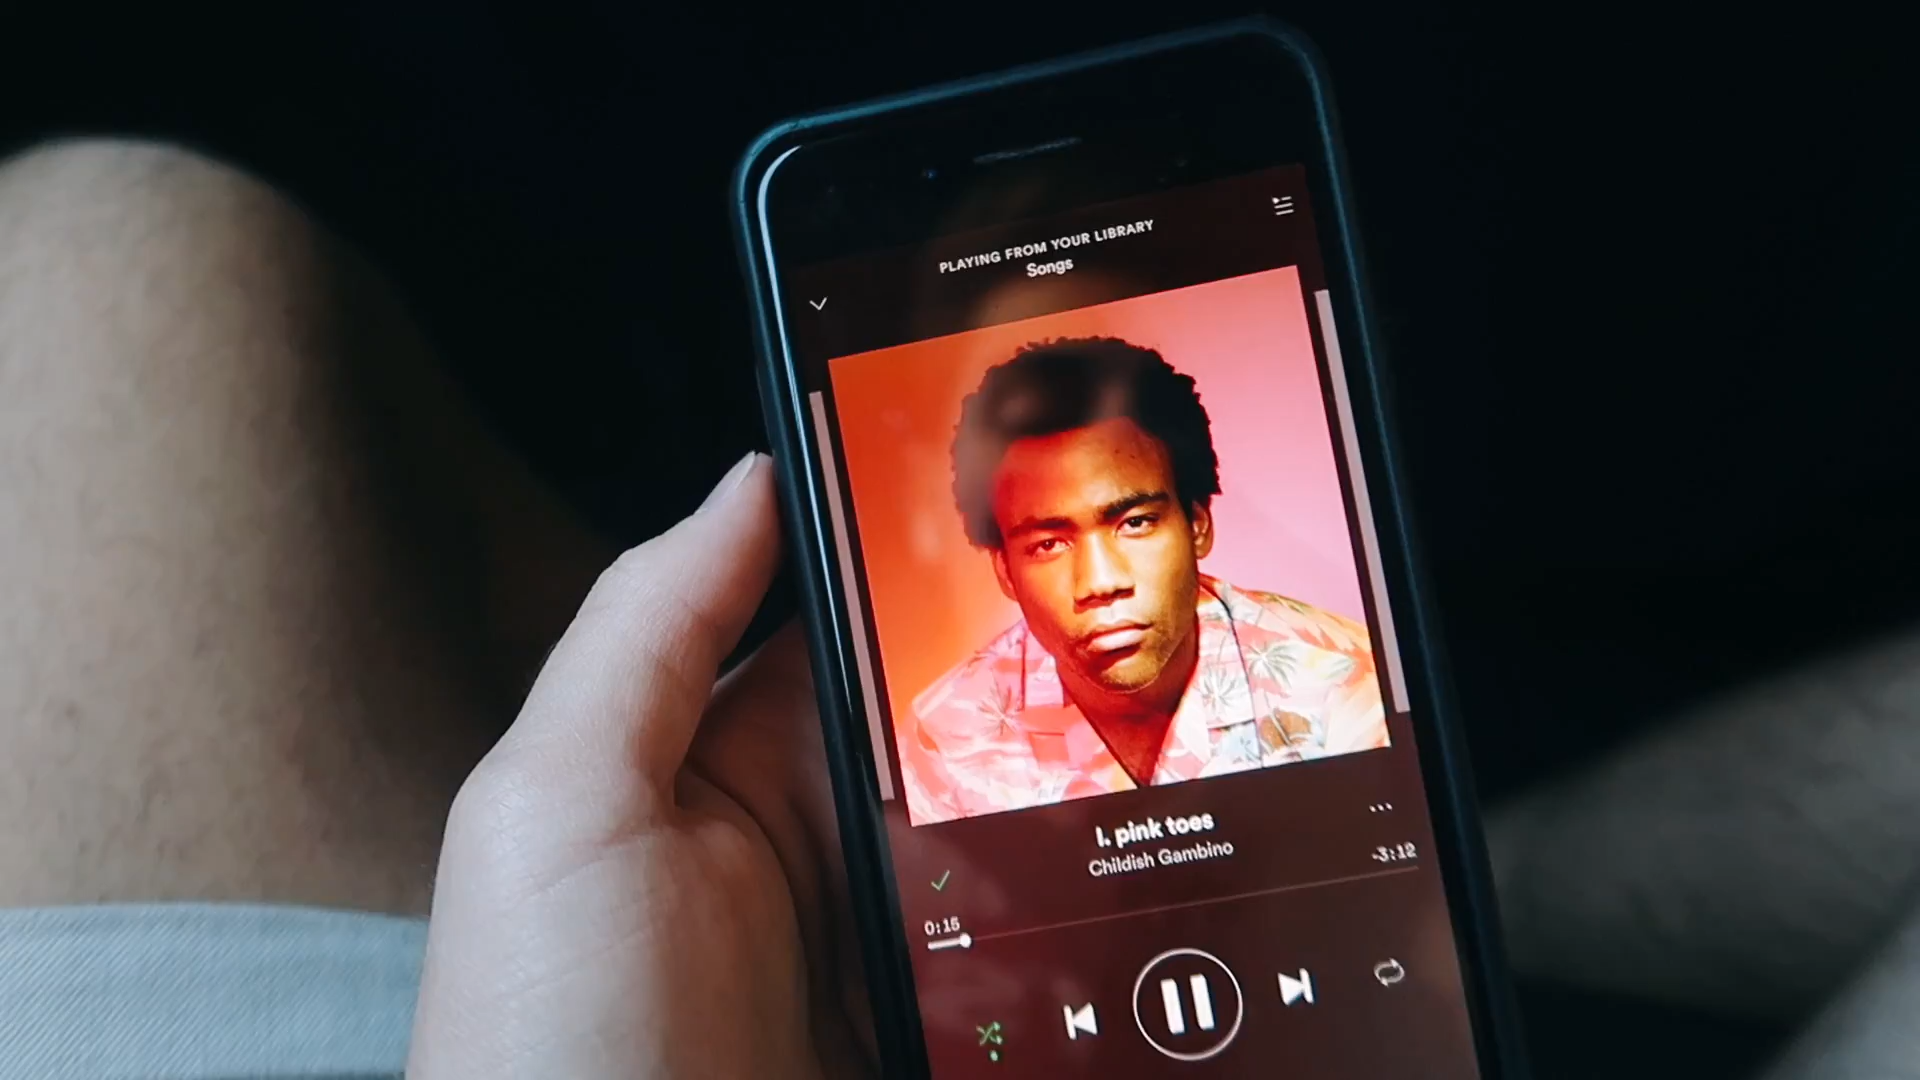 PLAYING FROM YOUR LIBRARY
Songs
I. pink toes
Childish Gambino
0:15
-3:12